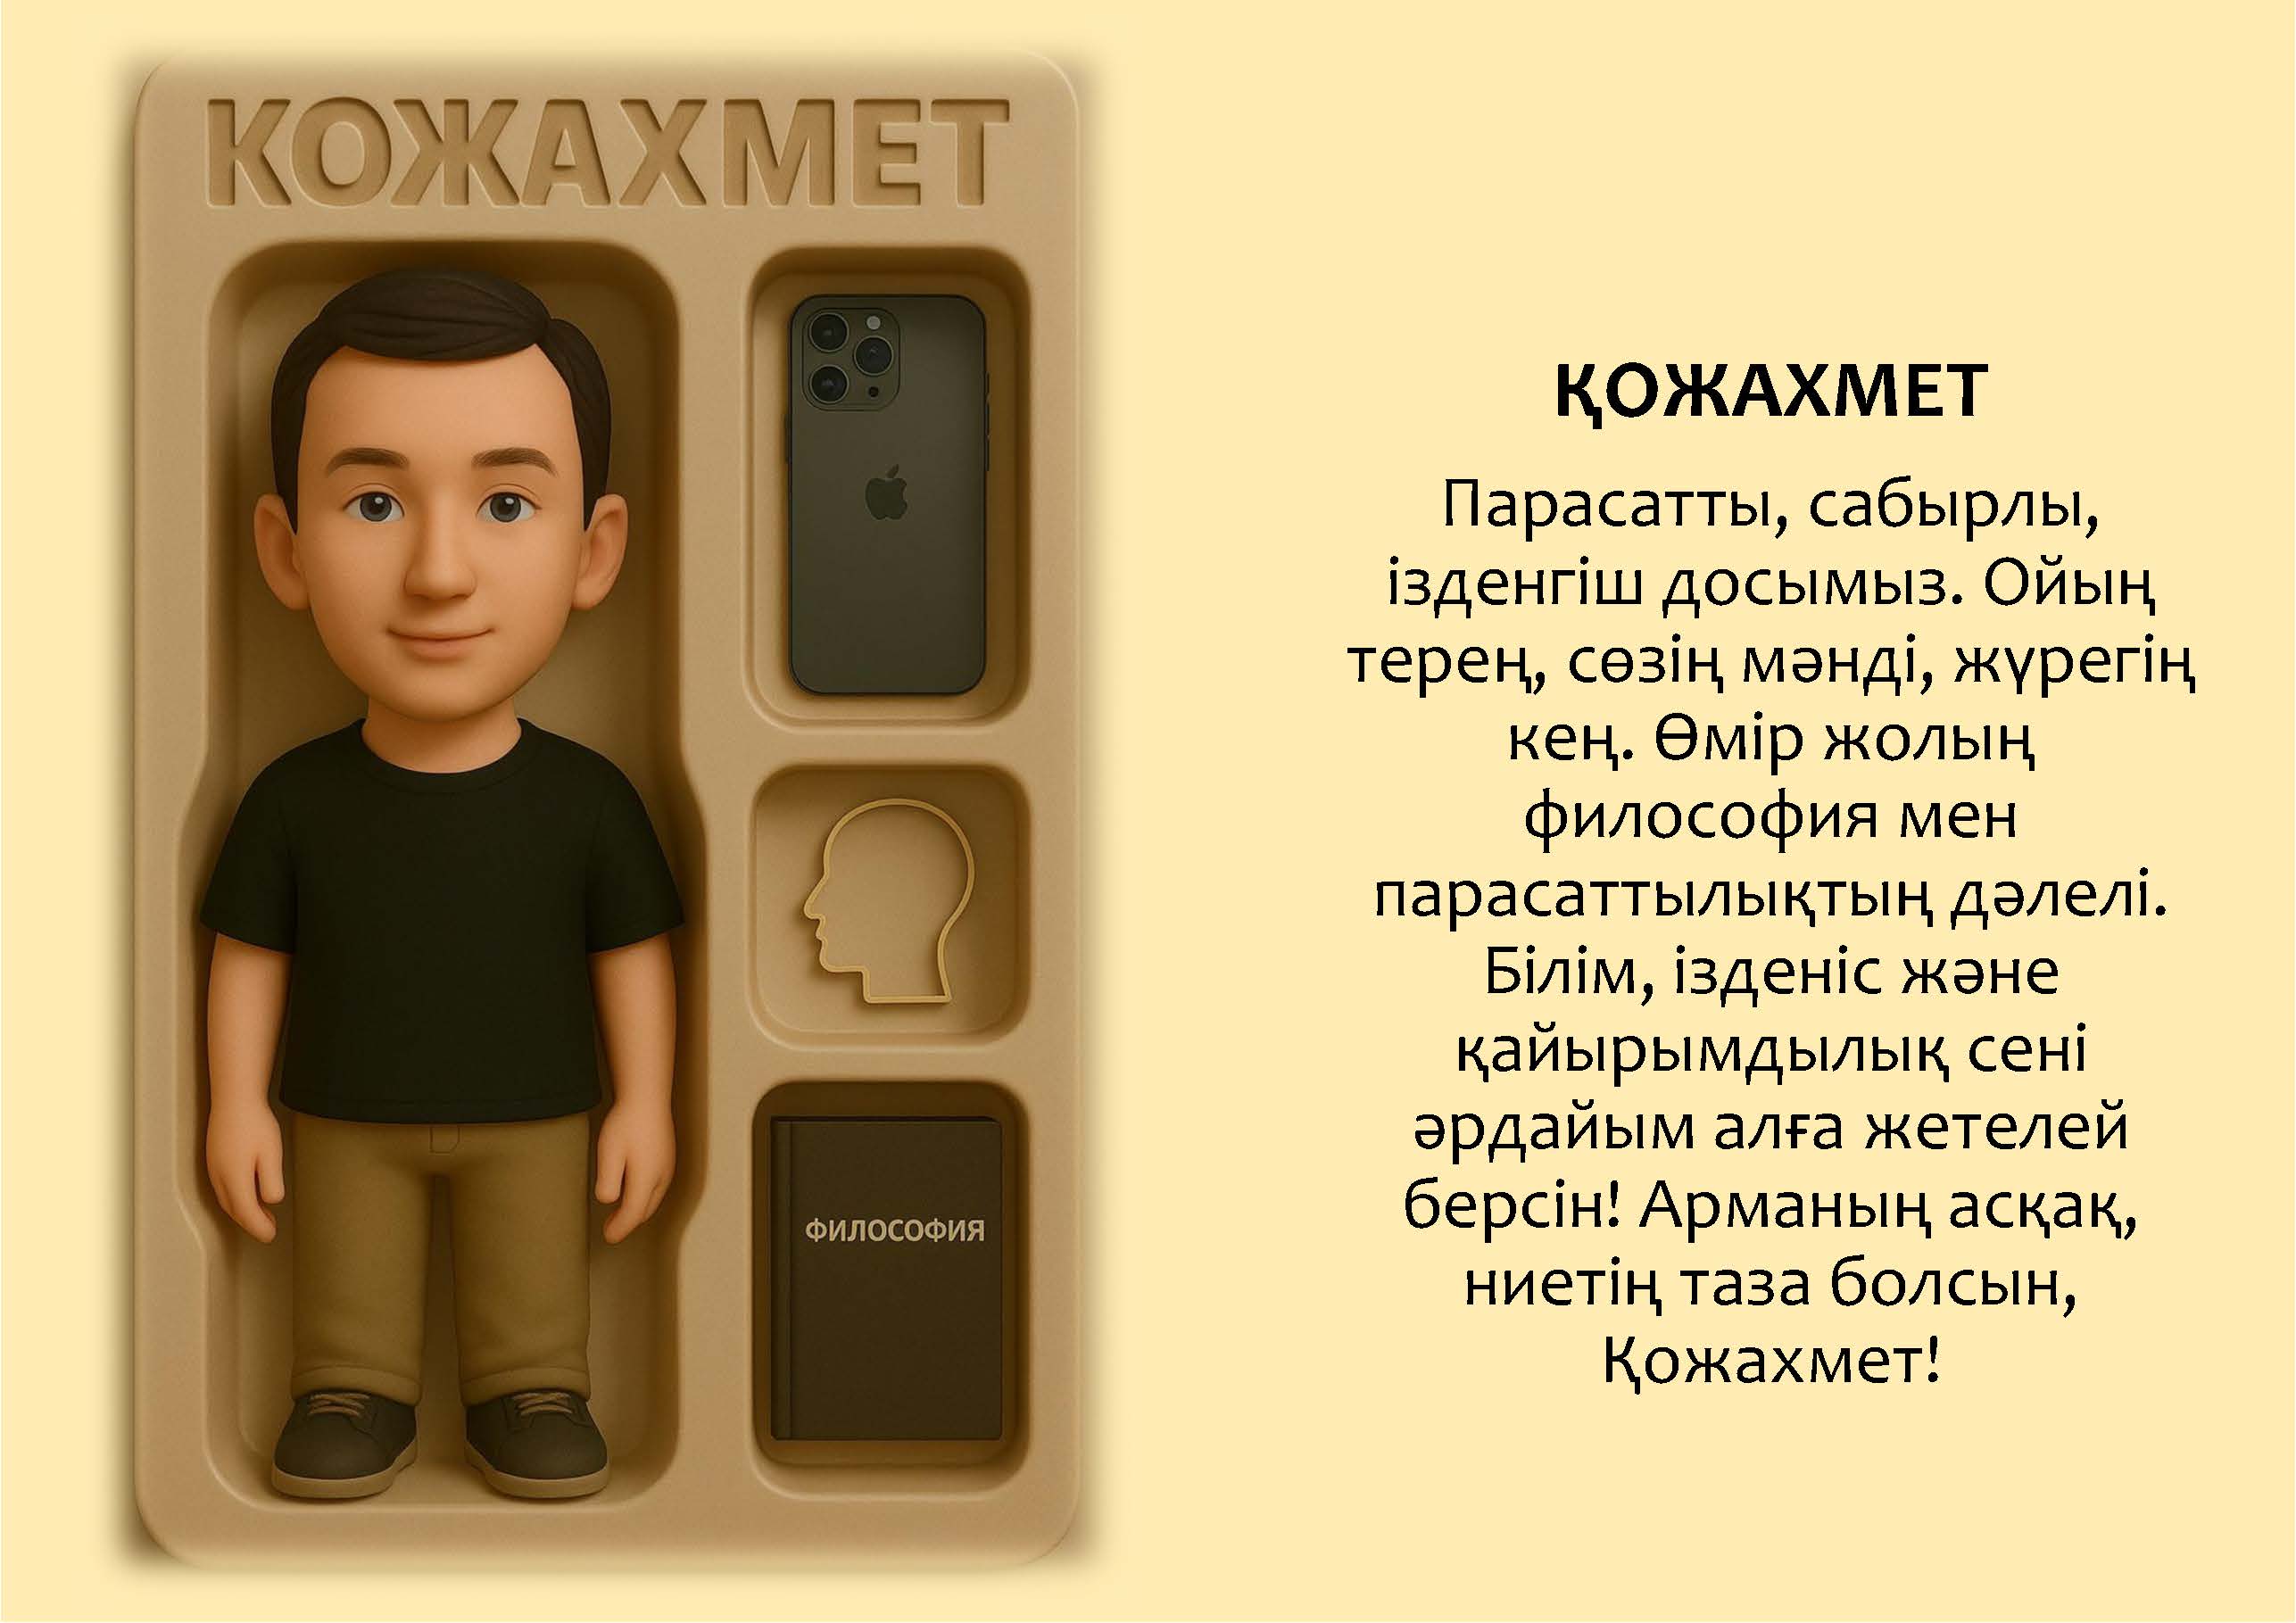 КОЖАХМЕТ
ФИЛОСОФИЯ
ҚОЖАХМЕТ
Парасатты, сабырлы,
ізденгіш досымыз. Ойың
терең, сөзің мәнді, жүрегің
кең. Өмір жолың
философия мен
парасаттылықтың дәлелі.
Білім, ізденіс және
қайырымдылық сені
әрдайым алға жетелей
берсін! Арманың асқақ,
ниетің таза болсын,
Қожахмет!